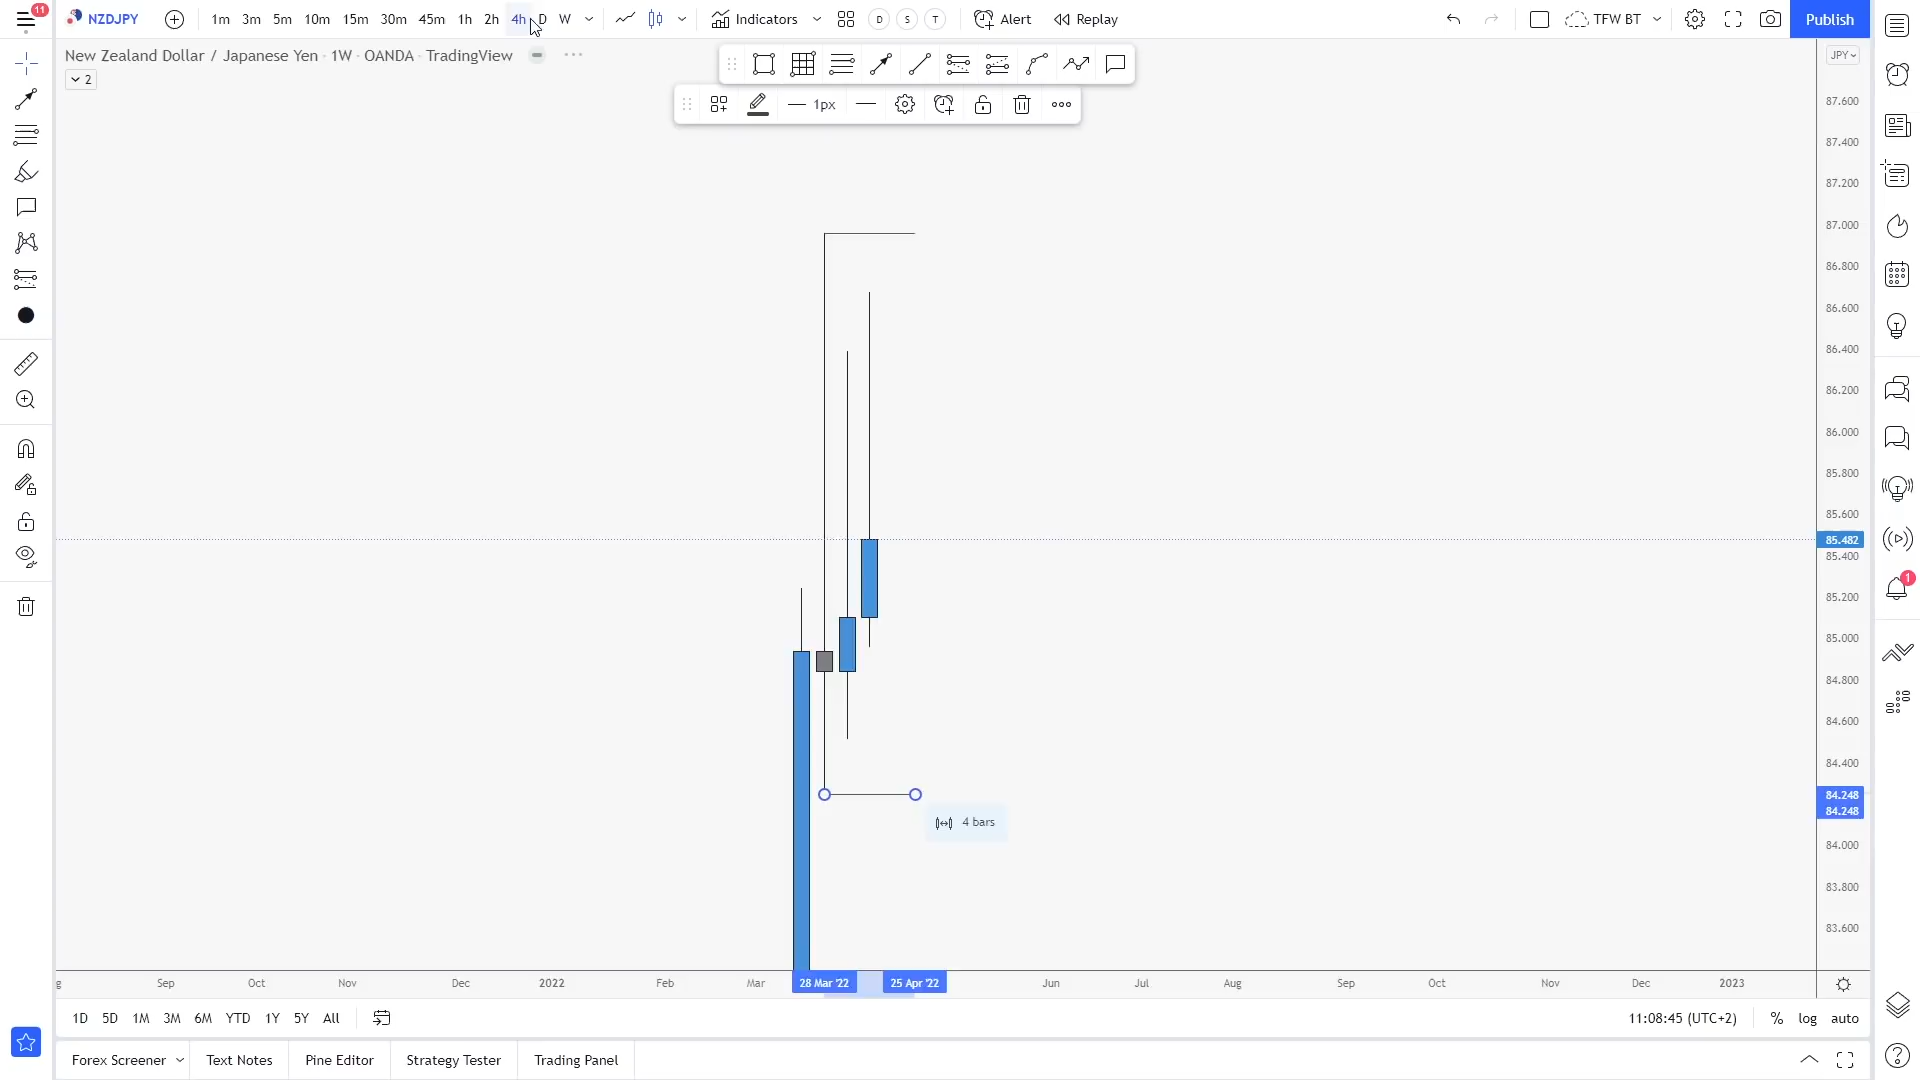 11
NZDJPY
1m 3m 5m 10m 15m 30m 45m 1h 2h 4h D W
Indicators
D S T
Alert
Replay
TFW BT
Publish
New Zealand Dollar / Japanese Yen · 1W · OANDA · TradingView
2
1px
JPY
87.600
87.400
87.200
87.000
86.800
86.600
86.400
86.200
86.000
85.800
85.600
85.482
85.400
85.200
85.000
84.800
84.600
84.400
84.248
84.248
84.000
83.800
83.600
4 bars
1
Sep Oct Nov Dec 2022 Feb Mar 28 Mar '22 25 Apr '22 Jun Jul Aug Sep Oct Nov Dec 2023
1D 5D 1M 3M 6M YTD 1Y 5Y All
11:08:45 (UTC+2) % log auto
Forex Screener Text Notes Pine Editor Strategy Tester Trading Panel